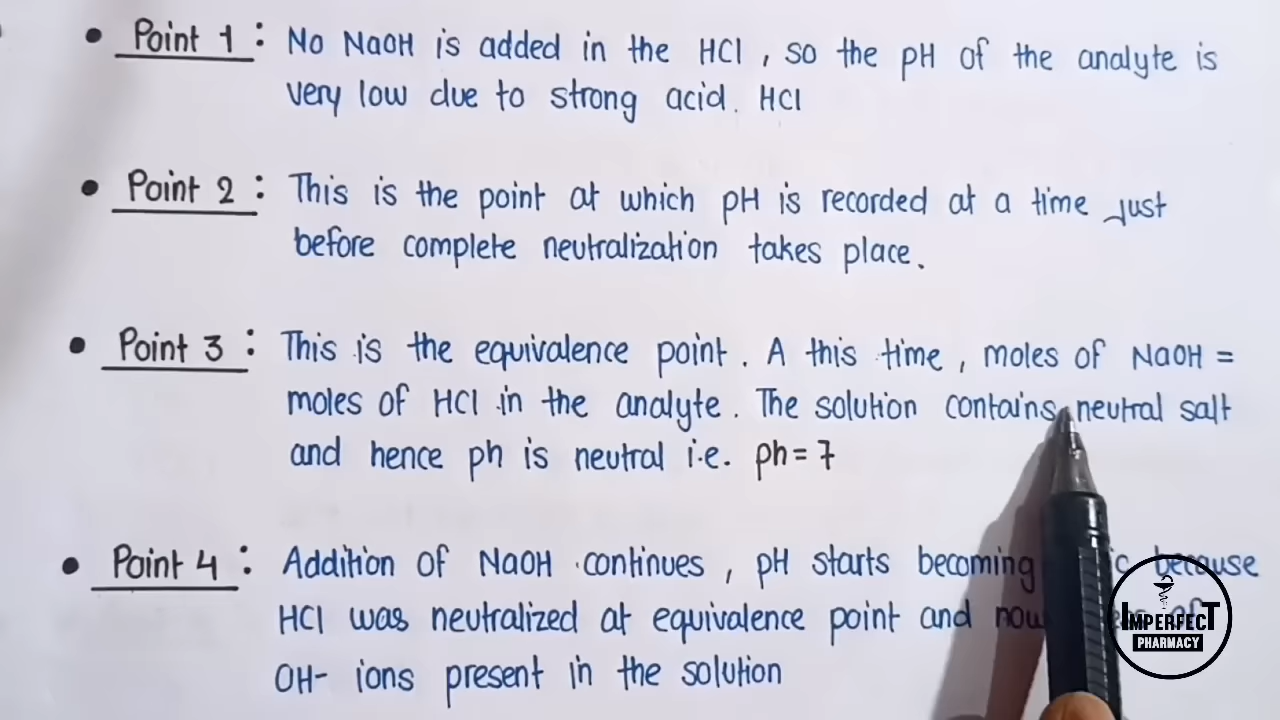 • Point 1 : No NaOH is added in the HCl , so the pH of the analyte is
very low due to strong acid. HCl
• Point 2 : This is the point at which pH is recorded at a time just
before complete neutralization takes place.
• Point 3 : This is the equivalence point. A this time , moles of NaOH =
moles of HCl in the analyte. The solution contains neutral salt
and hence ph is neutral i.e. ph = 7
• Point 4 : Addition of NaOH continues , pH starts becoming because
HCl was neutralized at equivalence point and now
OH- ions present in the solution
IMPERFECT
PHARMACY